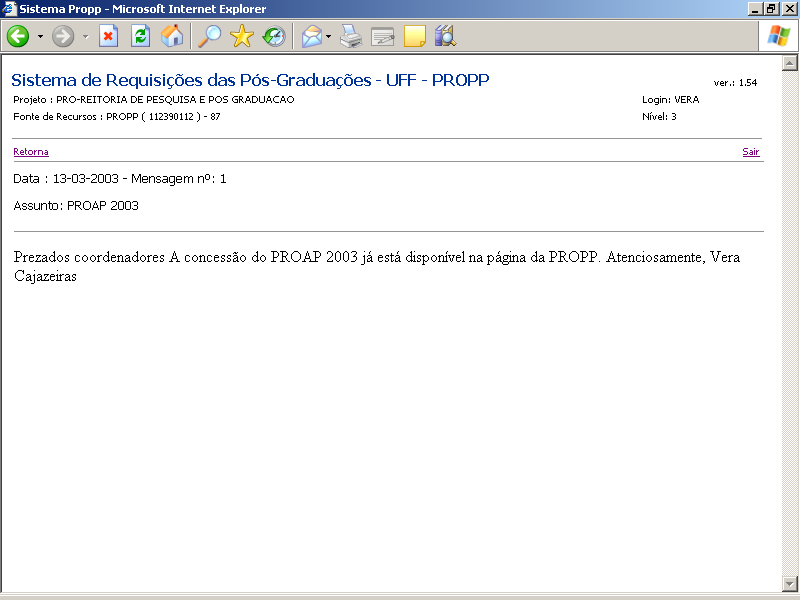 Sistema Propp - Microsoft Internet Explorer
Sistema de Requisições das Pós-Graduações - UFF - PROPP
ver.: 1.54
Projeto : PRO-REITORIA DE PESQUISA E POS GRADUACAO
Login: VERA
Fonte de Recursos : PROPP ( 112390112 ) - 87
Nível: 3
Retorna
Sair
Data : 13-03-2003 - Mensagem nº: 1
Assunto: PROAP 2003
Prezados coordenadores A concessão do PROAP 2003 já está disponível na página da PROPP. Atenciosamente, Vera
Cajazeiras